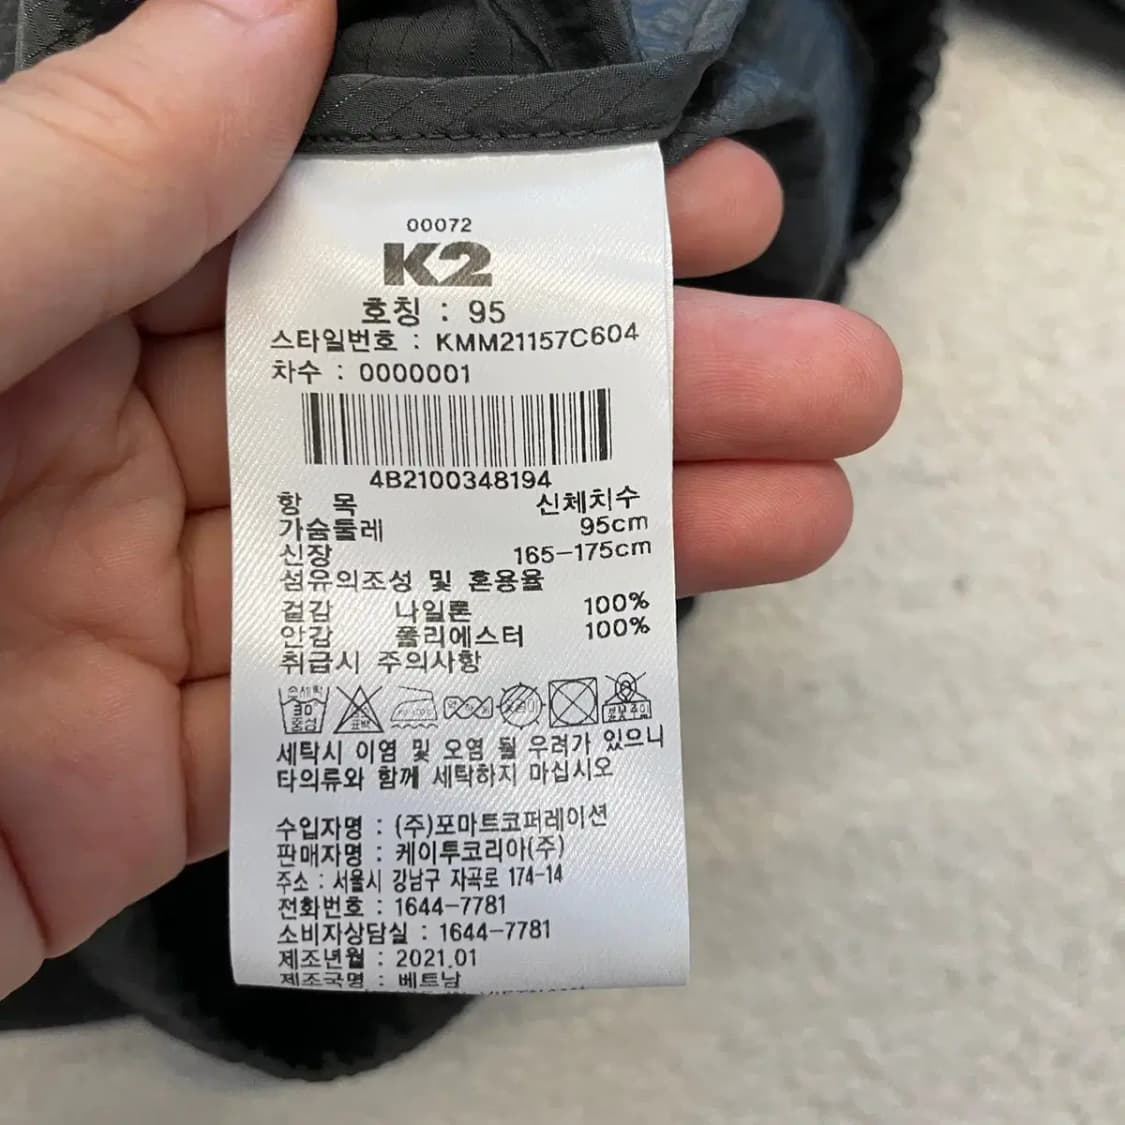 00072
K2
호칭 : 95
스타일번호 : KMM21157C604
차수 : 0000001
4B2100348194
항 목 신체치수
가슴둘레 95cm
신장 165-175cm
섬유의조성 및 혼용율
겉감 나일론 100%
안감 폴리에스터 100%
취급시 주의사항
손세탁 30 중성 표백
세탁시 이염 및 오염 될 우려가 있으니
타의류와 함께 세탁하지 마십시오
수입자명 : (주)포마트코퍼레이션
판매자명 : 케이투코리아(주)
주소 : 서울시 강남구 자곡로 174-14
전화번호 : 1644-7781
소비자상담실 : 1644-7781
제조년월 : 2021.01
제조국명 : 베트남